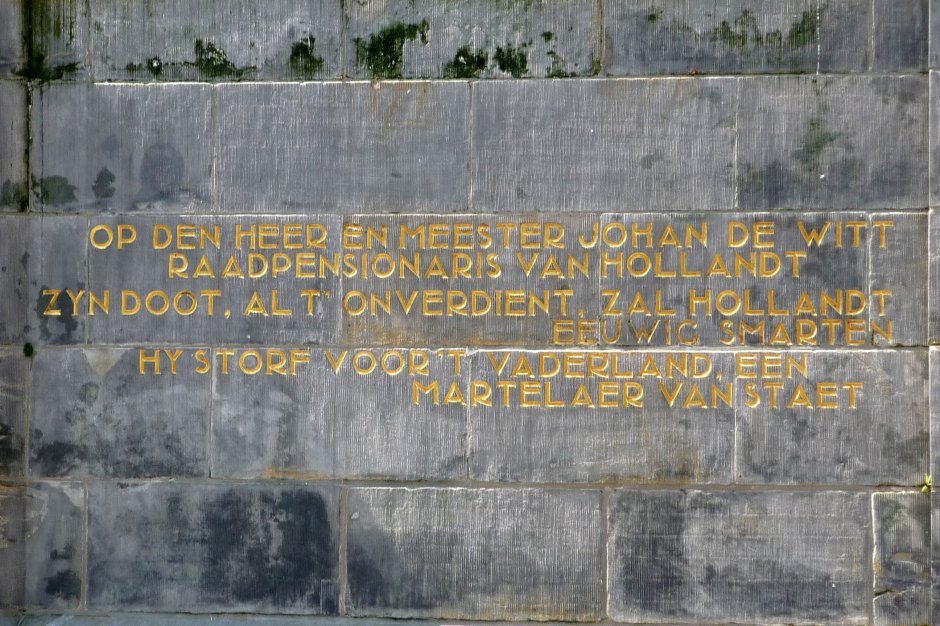 OP DEN HEER EN MEESTER JOHAN DE WITT
RAADPENSIONARIS VAN HOLLANDT
ZYN DOOT, ALT' ONVERDIENT, ZAL HOLLANDT
EEUWIG SMARTEN
HY STORF VOOR 'T VADERLAND, EEN
MARTELAER VAN STAET